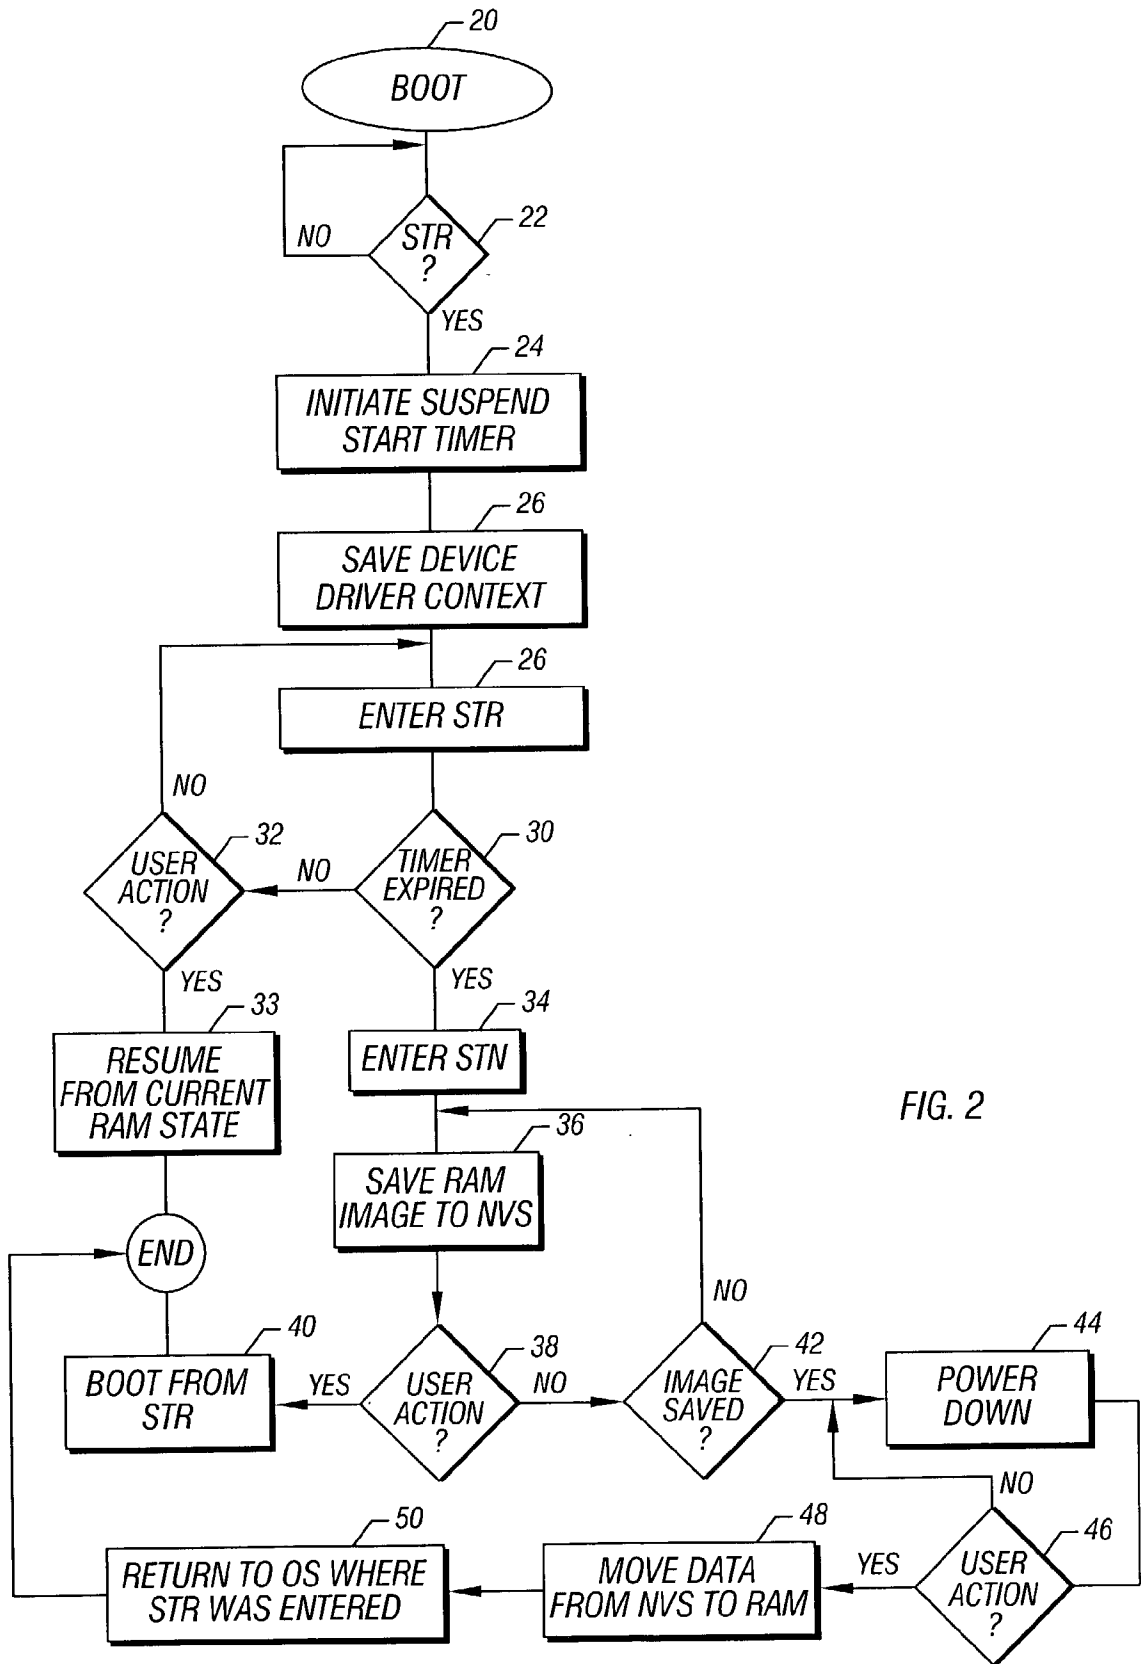 20
BOOT
22
STR
?
NO
YES
24
INITIATE SUSPEND
START TIMER
26
SAVE DEVICE
DRIVER CONTEXT
26
ENTER STR
NO
32
USER
ACTION
?
NO
30
TIMER
EXPIRED
?
YES
YES
33
RESUME
FROM CURRENT
RAM STATE
34
ENTER STN
FIG. 2
36
SAVE RAM
IMAGE TO NVS
END
NO
40
BOOT FROM
STR
YES
38
USER
ACTION
?
NO
42
IMAGE
SAVED
?
YES
44
POWER
DOWN
NO
46
USER
ACTION
?
YES
48
MOVE DATA
FROM NVS TO RAM
50
RETURN TO OS WHERE
STR WAS ENTERED